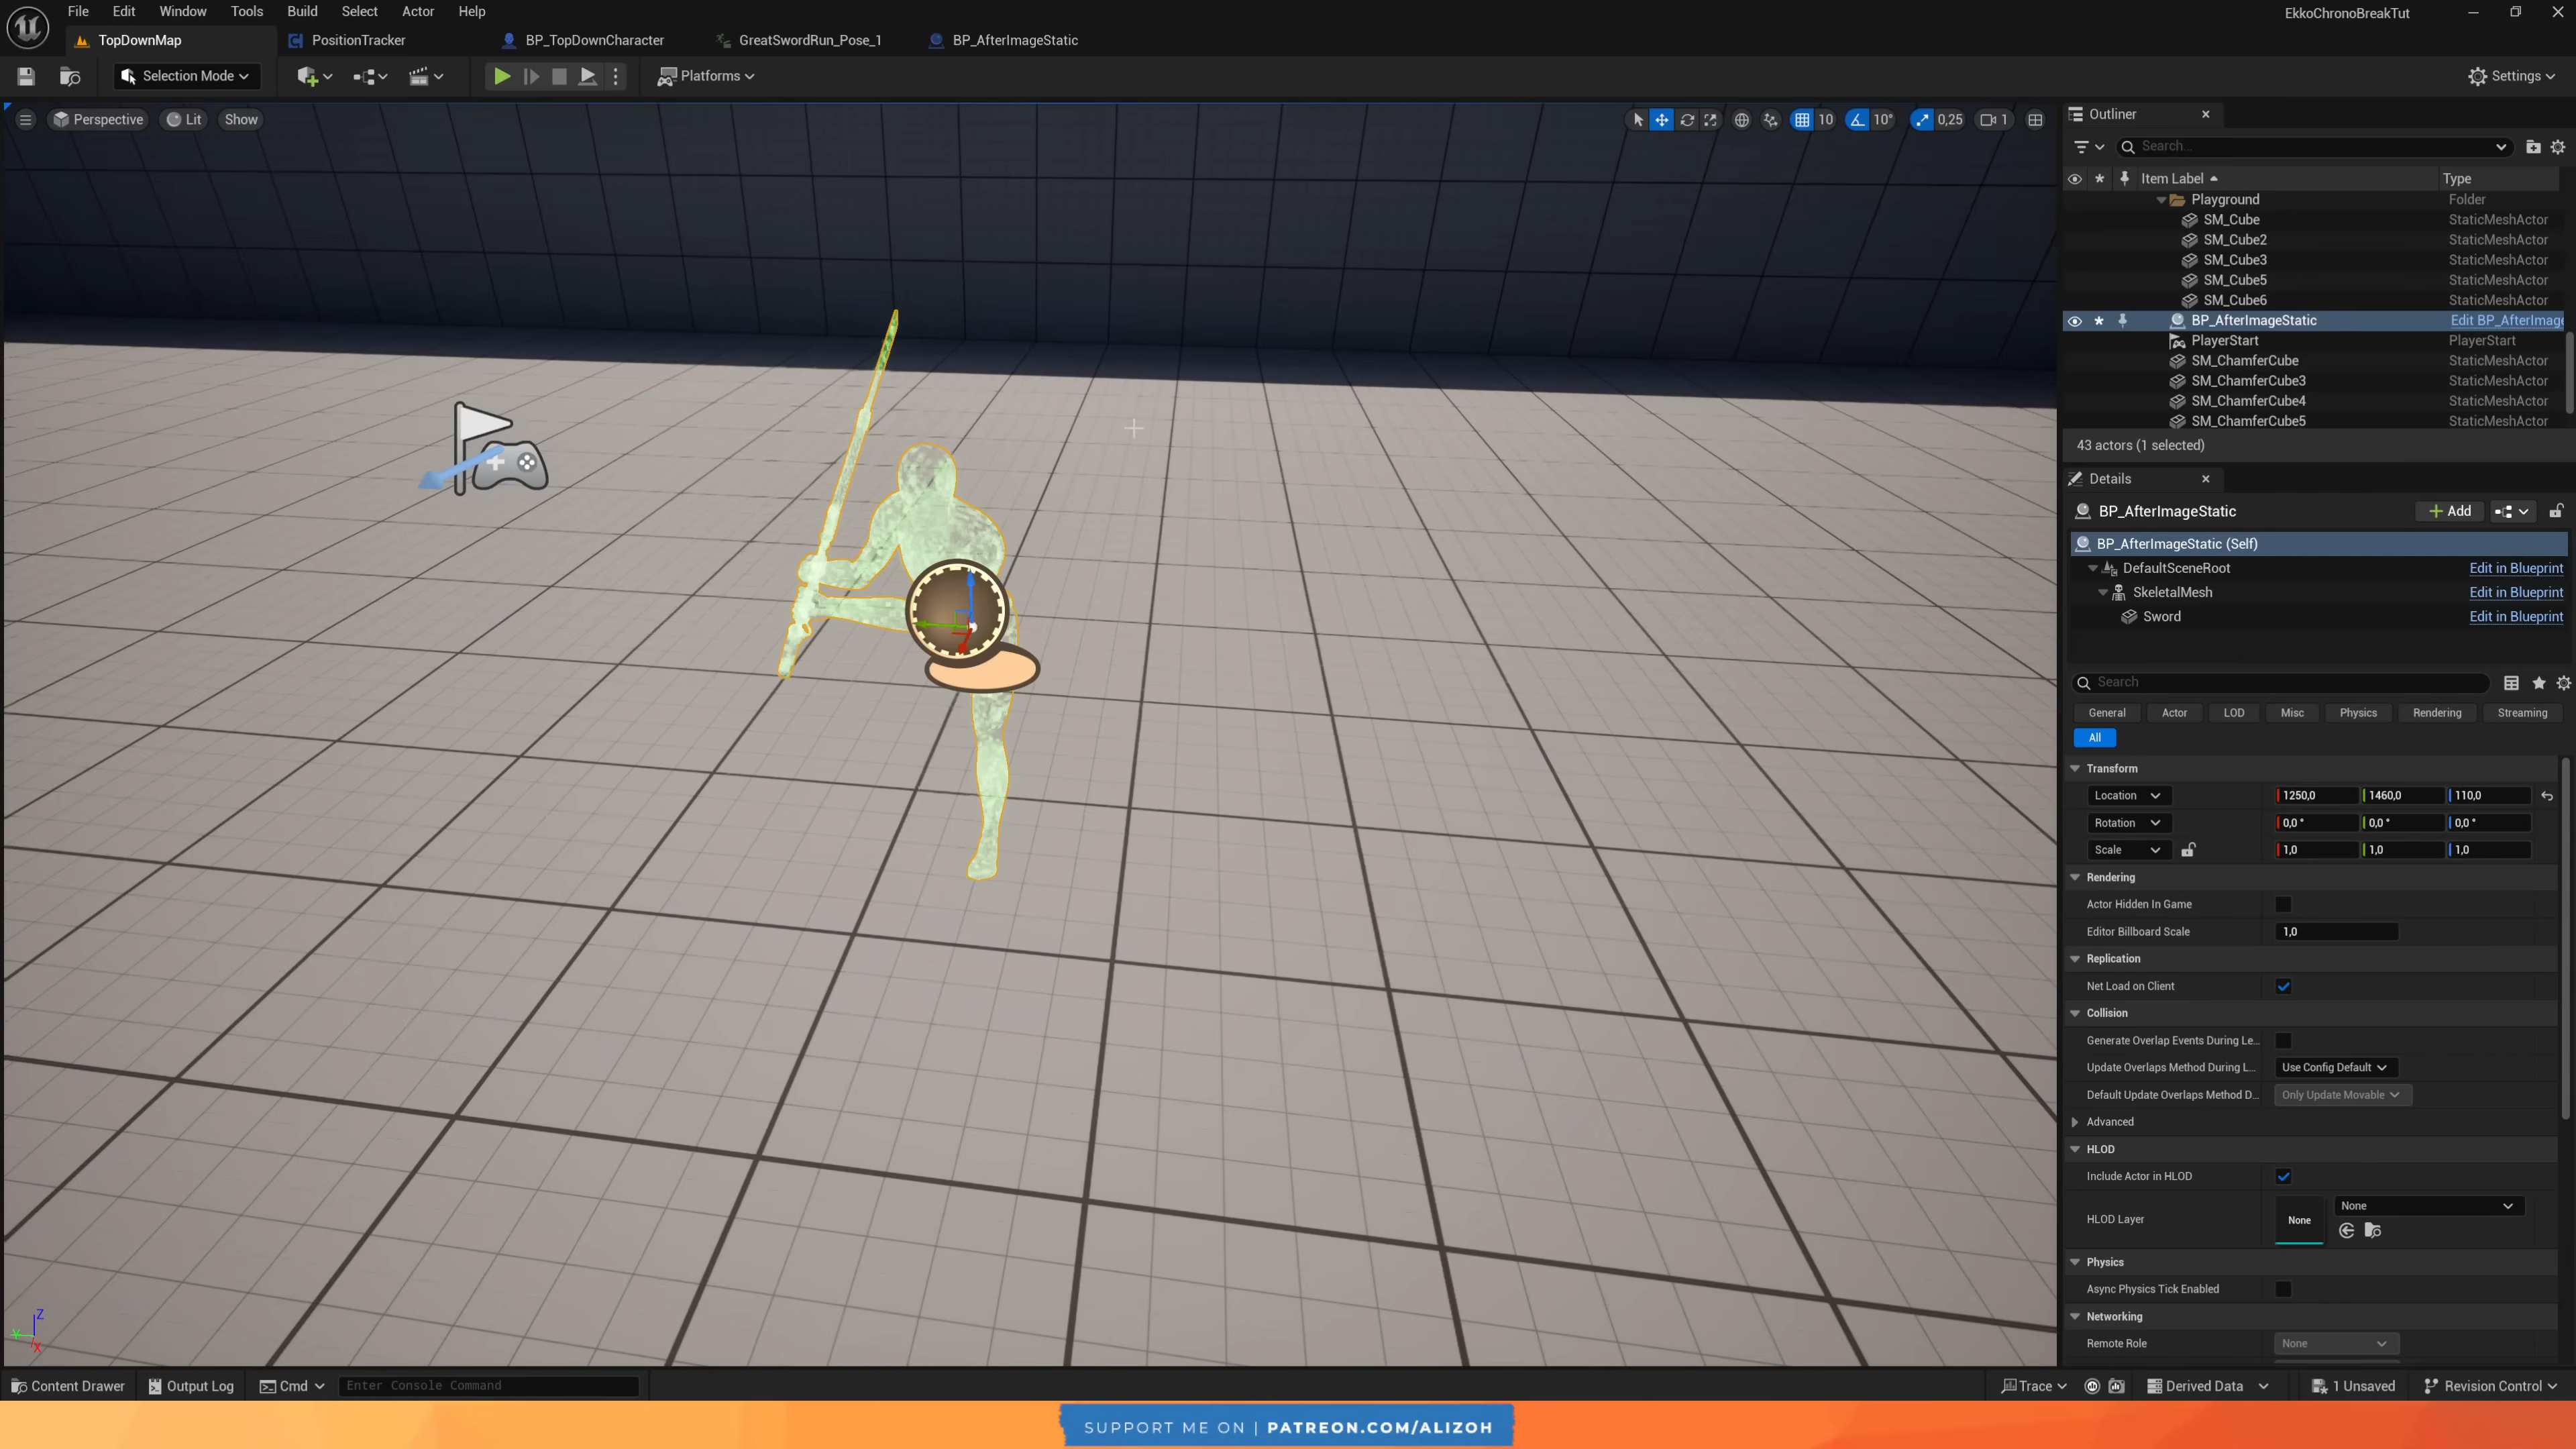 File Edit Window Tools Build Select Actor Help
EkkoChronoBreakTut
TopDownMap PositionTracker BP_TopDownCharacter GreatSwordRun_Pose_1 BP_AfterImageStatic
Selection Mode Platforms Settings
Perspective Lit Show
10 10° 0,25 1
Outliner
Search...
Item Label Type
Playground Folder
SM_Cube StaticMeshActor
SM_Cube2 StaticMeshActor
SM_Cube3 StaticMeshActor
SM_Cube5 StaticMeshActor
SM_Cube6 StaticMeshActor
BP_AfterImageStatic Edit BP_AfterImage
PlayerStart PlayerStart
SM_ChamferCube StaticMeshActor
SM_ChamferCube3 StaticMeshActor
SM_ChamferCube4 StaticMeshActor
SM_ChamferCube5 StaticMeshActor
43 actors (1 selected)
Details
BP_AfterImageStatic Add
BP_AfterImageStatic (Self)
DefaultSceneRoot Edit in Blueprint
SkeletalMesh Edit in Blueprint
Sword Edit in Blueprint
Search
General Actor LOD Misc Physics Rendering Streaming
All
Transform
Location 1250,0 1460,0 110,0
Rotation 0,0 ° 0,0 ° 0,0 °
Scale 1,0 1,0 1,0
Rendering
Actor Hidden In Game
Editor Billboard Scale 1,0
Replication
Net Load on Client
Collision
Generate Overlap Events During Le...
Update Overlaps Method During L... Use Config Default
Default Update Overlaps Method D... Only Update Movable
Advanced
HLOD
Include Actor in HLOD
HLOD Layer None None
Physics
Async Physics Tick Enabled
Networking
Remote Role None
Z
Y
X
Content Drawer Output Log Cmd Enter Console Command Trace Derived Data 1 Unsaved Revision Control
SUPPORT ME ON | PATREON.COM/ALIZOH